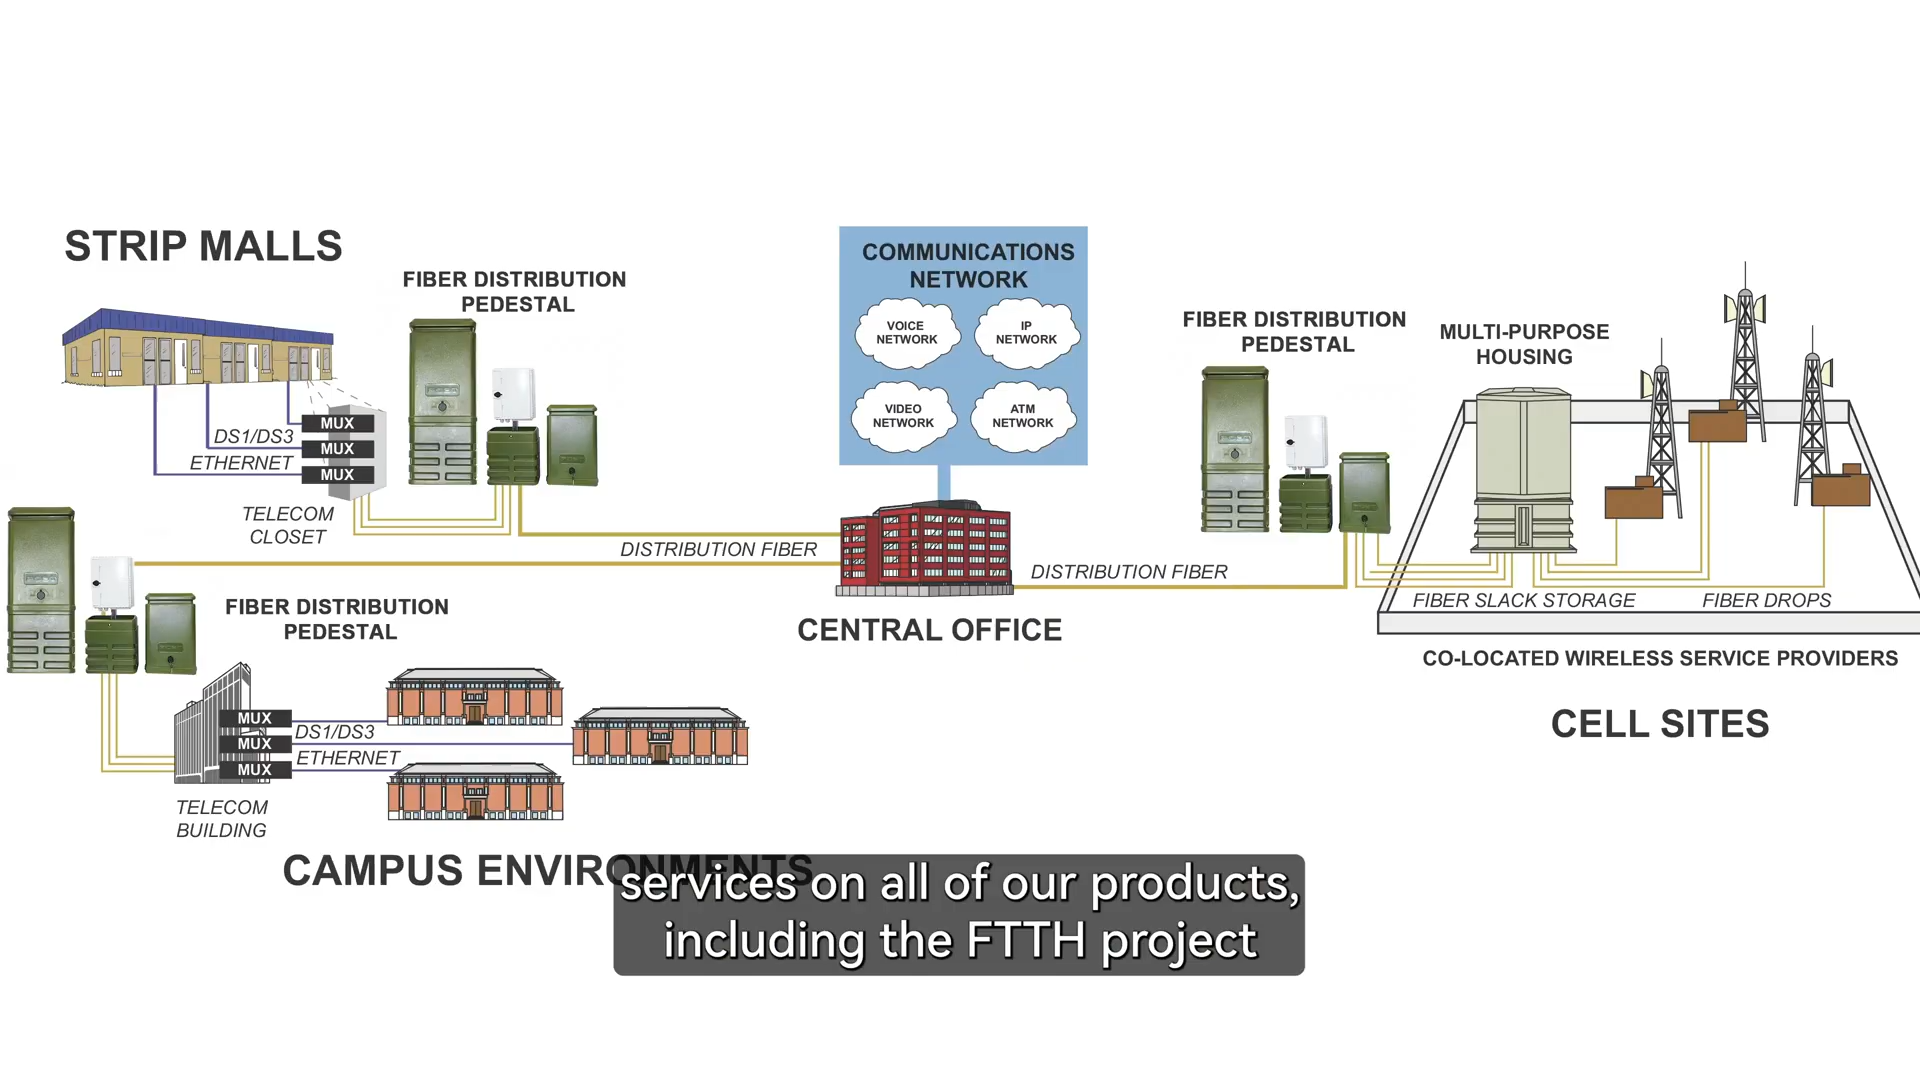 STRIP MALLS
FIBER DISTRIBUTION
PEDESTAL
MUX
MUX
MUX
DS1/DS3
ETHERNET
TELECOM
CLOSET
COMMUNICATIONS
NETWORK
VOICE
NETWORK
IP
NETWORK
VIDEO
NETWORK
ATM
NETWORK
DISTRIBUTION FIBER
CENTRAL OFFICE
DISTRIBUTION FIBER
FIBER DISTRIBUTION
PEDESTAL
MULTI-PURPOSE
HOUSING
FIBER SLACK STORAGE
FIBER DROPS
CO-LOCATED WIRELESS SERVICE PROVIDERS
CELL SITES
FIBER DISTRIBUTION
PEDESTAL
MUX
MUX
MUX
DS1/DS3
ETHERNET
TELECOM
BUILDING
CAMPUS ENVIRONMENTS
services on all of our products,
including the FTTH project